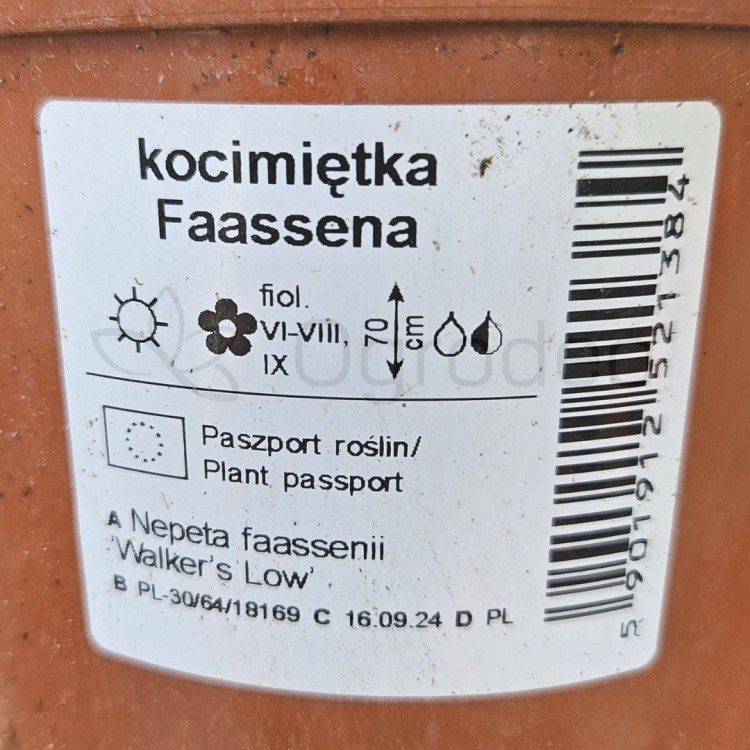 kocimiętka
Faassena
fiol.
VI-VIII,
IX
70
cm
Paszport roślin/
Plant passport
A Nepeta faassenii
'Walker's Low'
B PL-30/64/18169 C 16.09.24 D PL
5901912521384